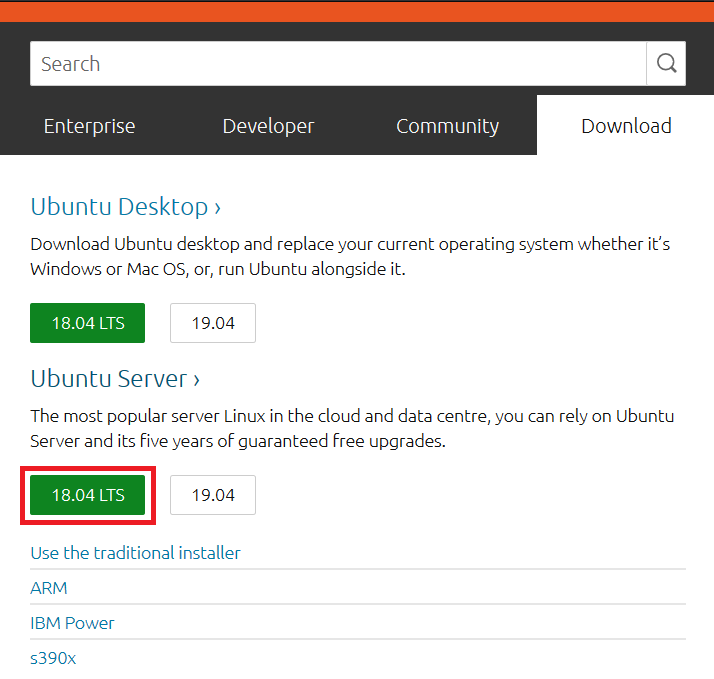 Search
Enterprise
Developer
Community
Download
Ubuntu Desktop ›
Download Ubuntu desktop and replace your current operating system whether it’s
Windows or Mac OS, or, run Ubuntu alongside it.
18.04 LTS
19.04
Ubuntu Server ›
The most popular server Linux in the cloud and data centre, you can rely on Ubuntu
Server and its five years of guaranteed free upgrades.
18.04 LTS
19.04
Use the traditional installer
ARM
IBM Power
s390x